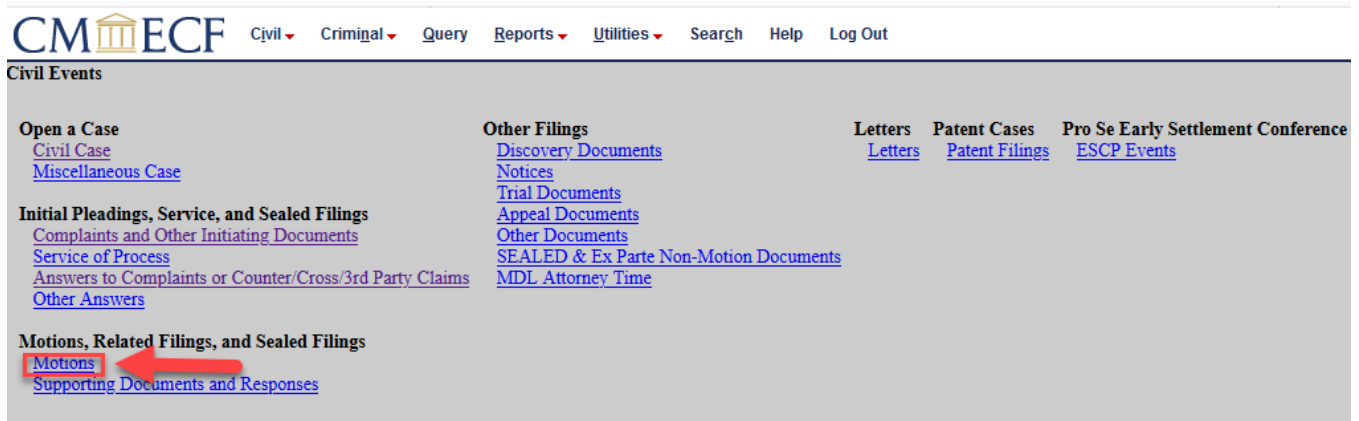 CM ECF Civil Criminal Query Reports Utilities Search Help Log Out
Civil Events
Open a Case
Civil Case
Miscellaneous Case
Initial Pleadings, Service, and Sealed Filings
Complaints and Other Initiating Documents
Service of Process
Answers to Complaints or Counter/Cross/3rd Party Claims
Other Answers
Motions, Related Filings, and Sealed Filings
Motions
Supporting Documents and Responses
Other Filings
Discovery Documents
Notices
Trial Documents
Appeal Documents
Other Documents
SEALED & Ex Parte Non-Motion Documents
MDL Attorney Time
Letters
Letters
Patent Cases
Patent Filings
Pro Se Early Settlement Conference
ESCP Events